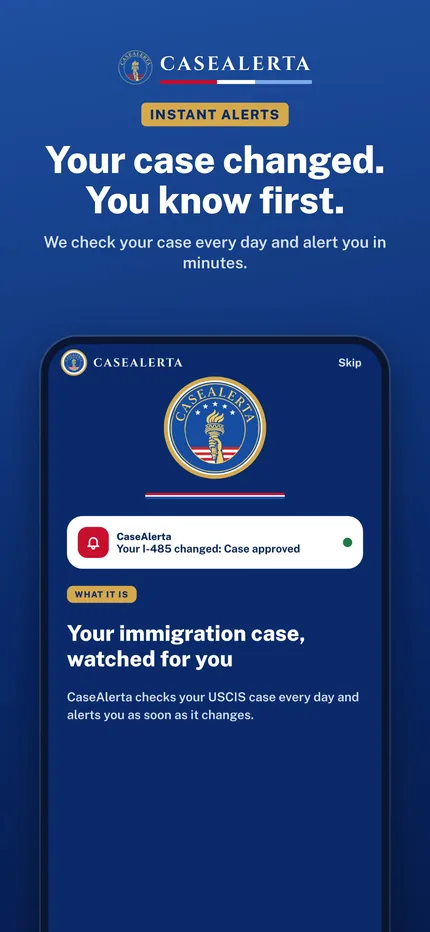 CASEALERTA
CASEALERTA
INSTANT ALERTS
Your case changed.
You know first.
We check your case every day and alert you in
minutes.
CASEALERTA
Skip
CASEALERTA
CaseAlerta
Your I-485 changed: Case approved
WHAT IT IS
Your immigration case,
watched for you
CaseAlerta checks your USCIS case every day and
alerts you as soon as it changes.